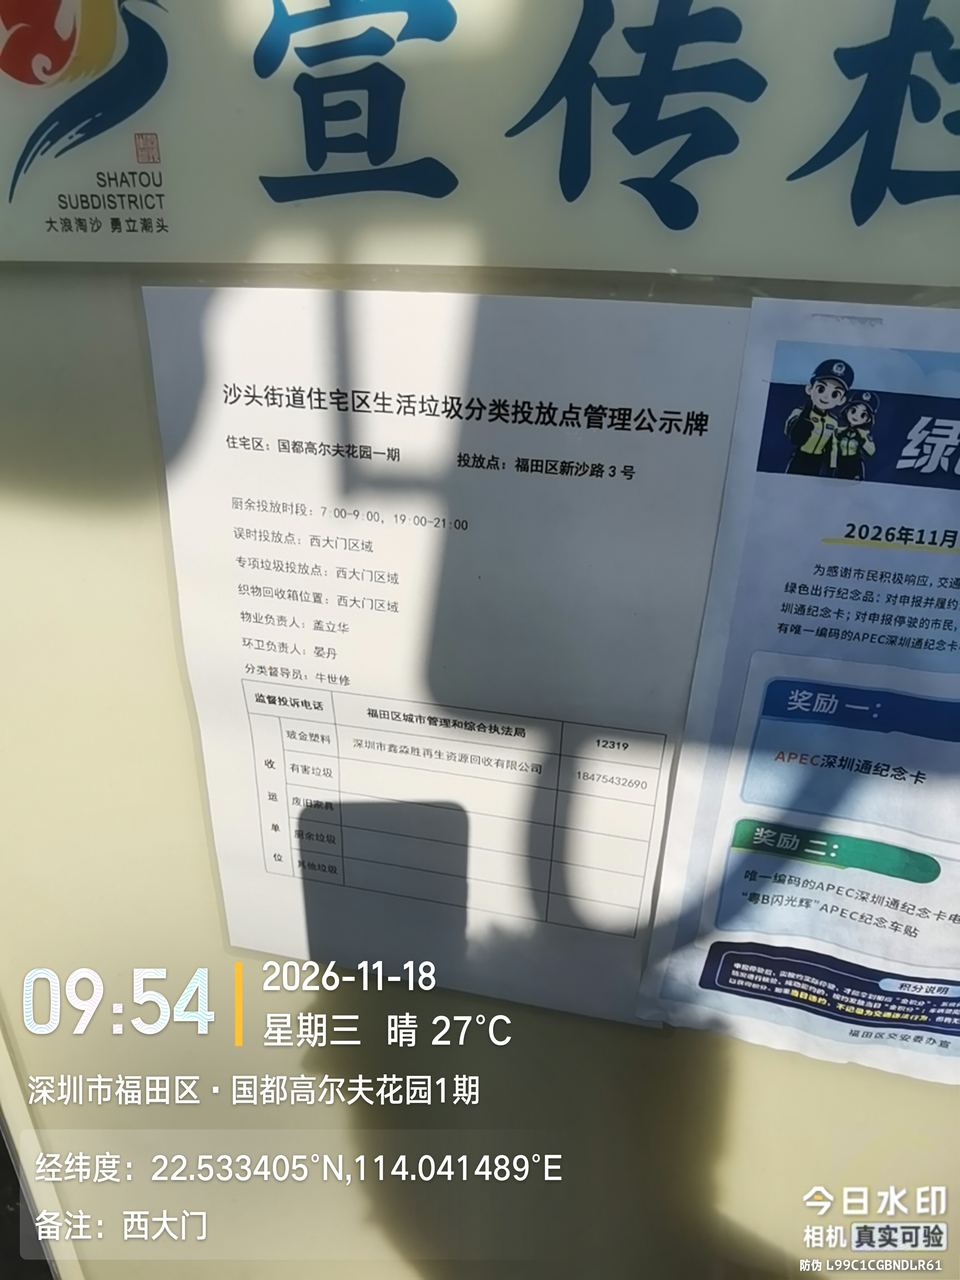 宣传栏
SHATOU
SUBDISTRICT
大浪淘沙 勇立潮头
沙头街道住宅区生活垃圾分类投放点管理公示牌
住宅区：国都高尔夫花园一期 投放点：福田区新沙路3号
厨余投放时段：7:00-9:00，19:00-21:00
误时投放点：西大门区域
专项垃圾投放点：西大门区域
织物回收箱位置：西大门区域
物业负责人：盖立华
环卫负责人：晏丹
分类督导员：牛世修
监督投诉电话 福田区城市管理和综合执法局 12319
收运单位
玻金塑料 深圳市鑫淼胜再生资源回收有限公司 18475432690
有害垃圾
废旧家具
厨余垃圾
其他垃圾
绿
2026年11月
为感谢市民积极响应，交通
绿色出行纪念品：对申报并履约
圳通纪念卡；对申报停驶的市民，
有唯一编码的APEC深圳通纪念卡
奖励一：
APEC深圳通纪念卡
奖励二：
唯一编码的APEC深圳通纪念卡电
“粤B闪光辉”APEC纪念车贴
积分说明
福田区交安委办宣
09:54
2026-11-18
星期三 晴 27℃
深圳市福田区·国都高尔夫花园1期
经纬度：22.533405°N,114.041489°E
备注：西大门
今日水印
相机 真实可验
防伪 L99C1CGBNDLR61